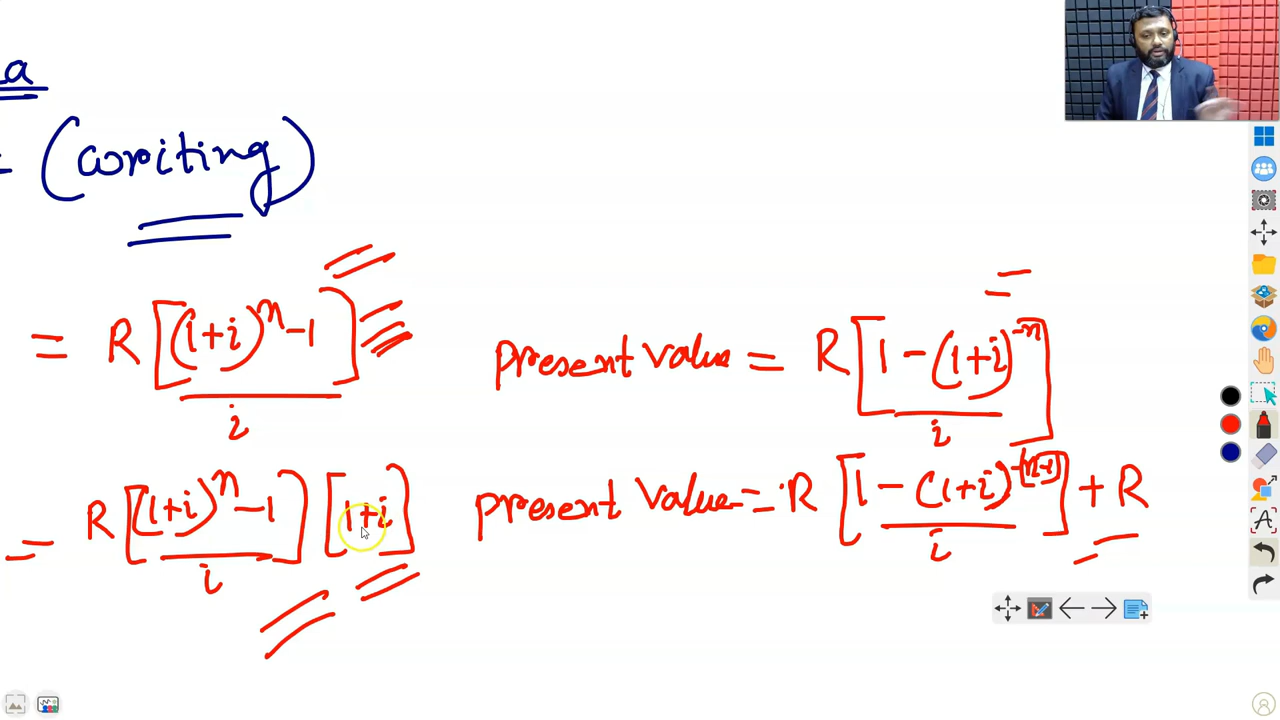 a
= (writing)
= R[(1+i)^n -1 / i]
present value = R[1-(1+i)^-n / i]
= R[(1+i)^n -1 / i] [1+i]
present value = R[1-(1+i)^-(n-1) / i] + R